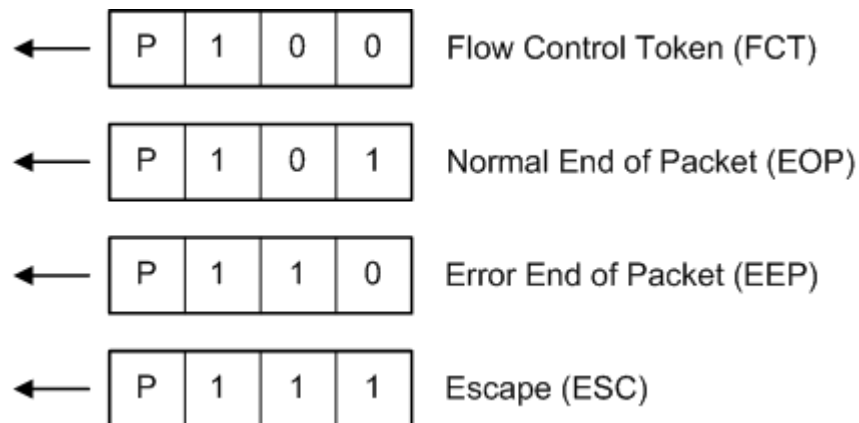 P 1 0 0 Flow Control Token (FCT)
P 1 0 1 Normal End of Packet (EOP)
P 1 1 0 Error End of Packet (EEP)
P 1 1 1 Escape (ESC)